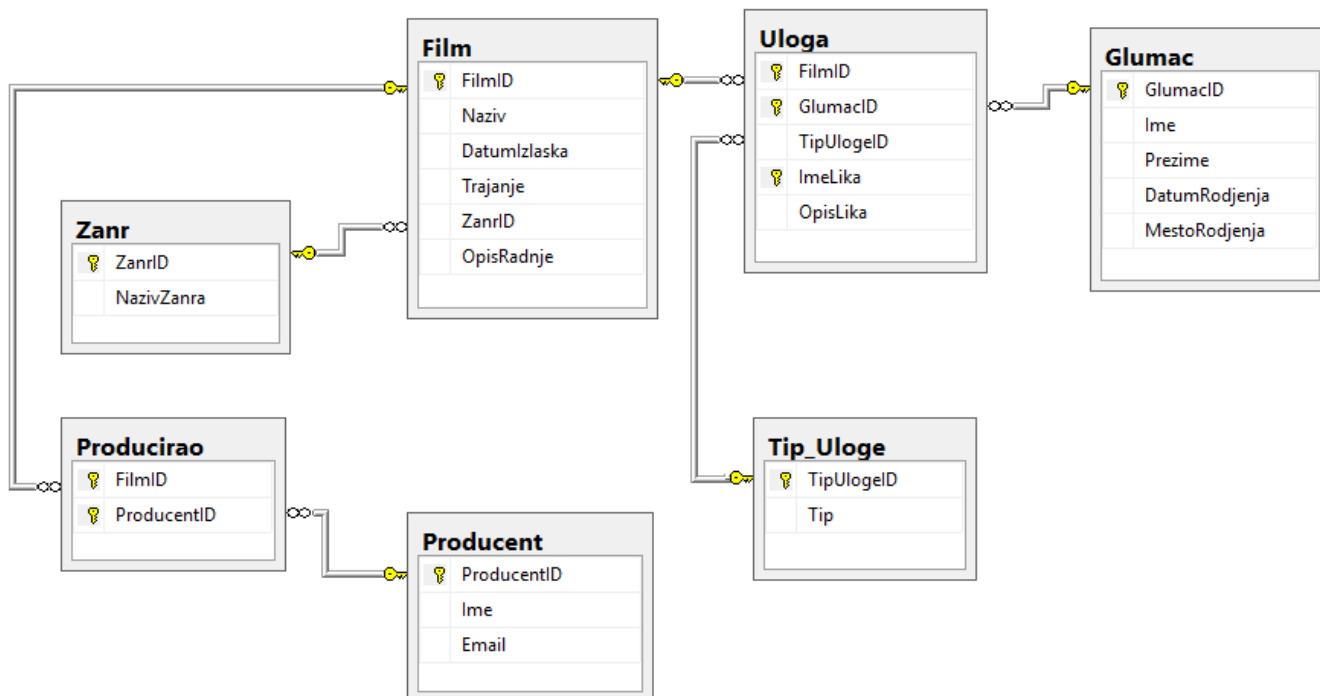 Film
FilmID
Naziv
DatumIzlaska
Trajanje
ZanrID
OpisRadnje
Uloga
FilmID
GlumacID
TipUlogeID
ImeLika
OpisLika
Glumac
GlumacID
Ime
Prezime
DatumRodjenja
MestoRodjenja
Zanr
ZanrID
NazivZanra
Producirao
FilmID
ProducentID
Producent
ProducentID
Ime
Email
Tip_Uloge
TipUlogeID
Tip